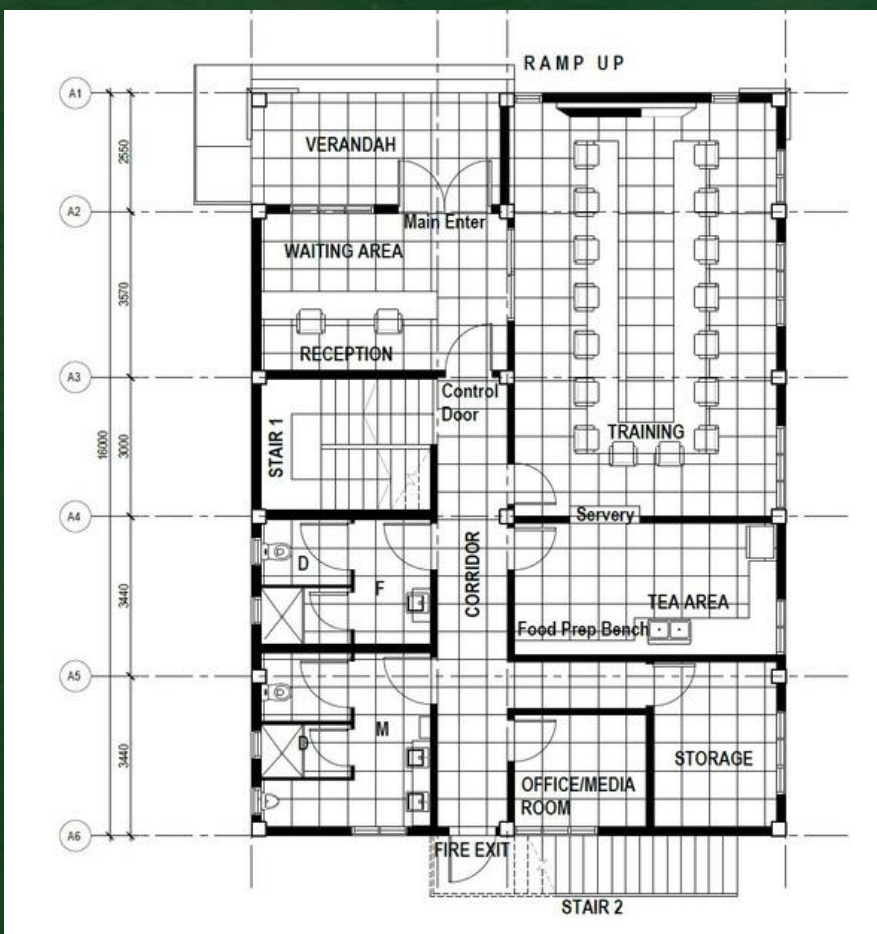 RAMP UP
A1
2550
VERANDAH
A2
Main Enter
WAITING AREA
3570
RECEPTION
A3
Control
Door
STAIR 1
TRAINING
16000
3000
A4
Servery
D
F
CORRIDOR
TEA AREA
Food Prep Bench
3440
A5
M
D
STORAGE
3440
OFFICE/MEDIA
ROOM
A6
FIRE EXIT
STAIR 2